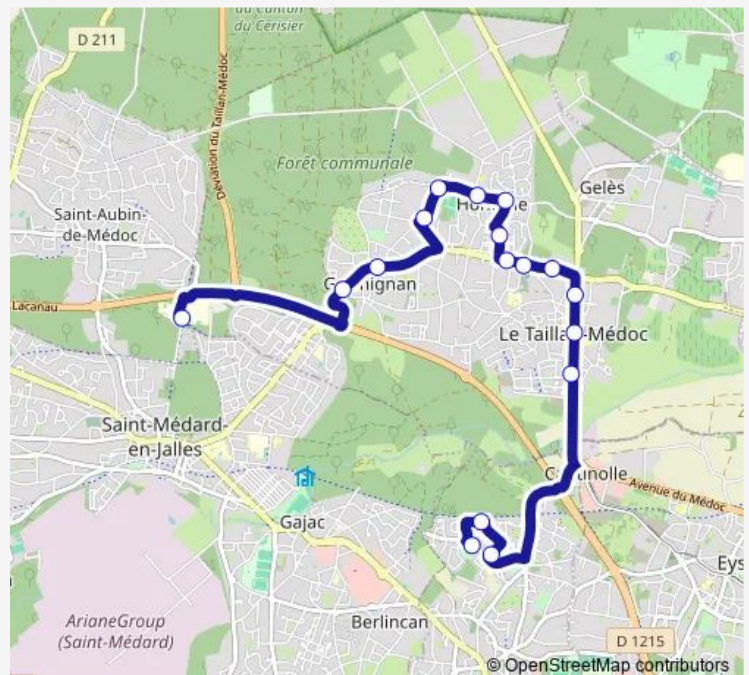 du Canton
du Cerisier
D 211
Déviation du Taillan-Médoc
Forêt communale
Gelès
Saint-Aubin-
de-Médoc
Lacanau
Le Tailla
Médoc
Saint-Médard-
en-Jalles
Avenue du Médoc
Gajac
Eys
ArianeGroup
(Saint-Médard)
Berlincan
D 1215
© OpenStreetMap contributors